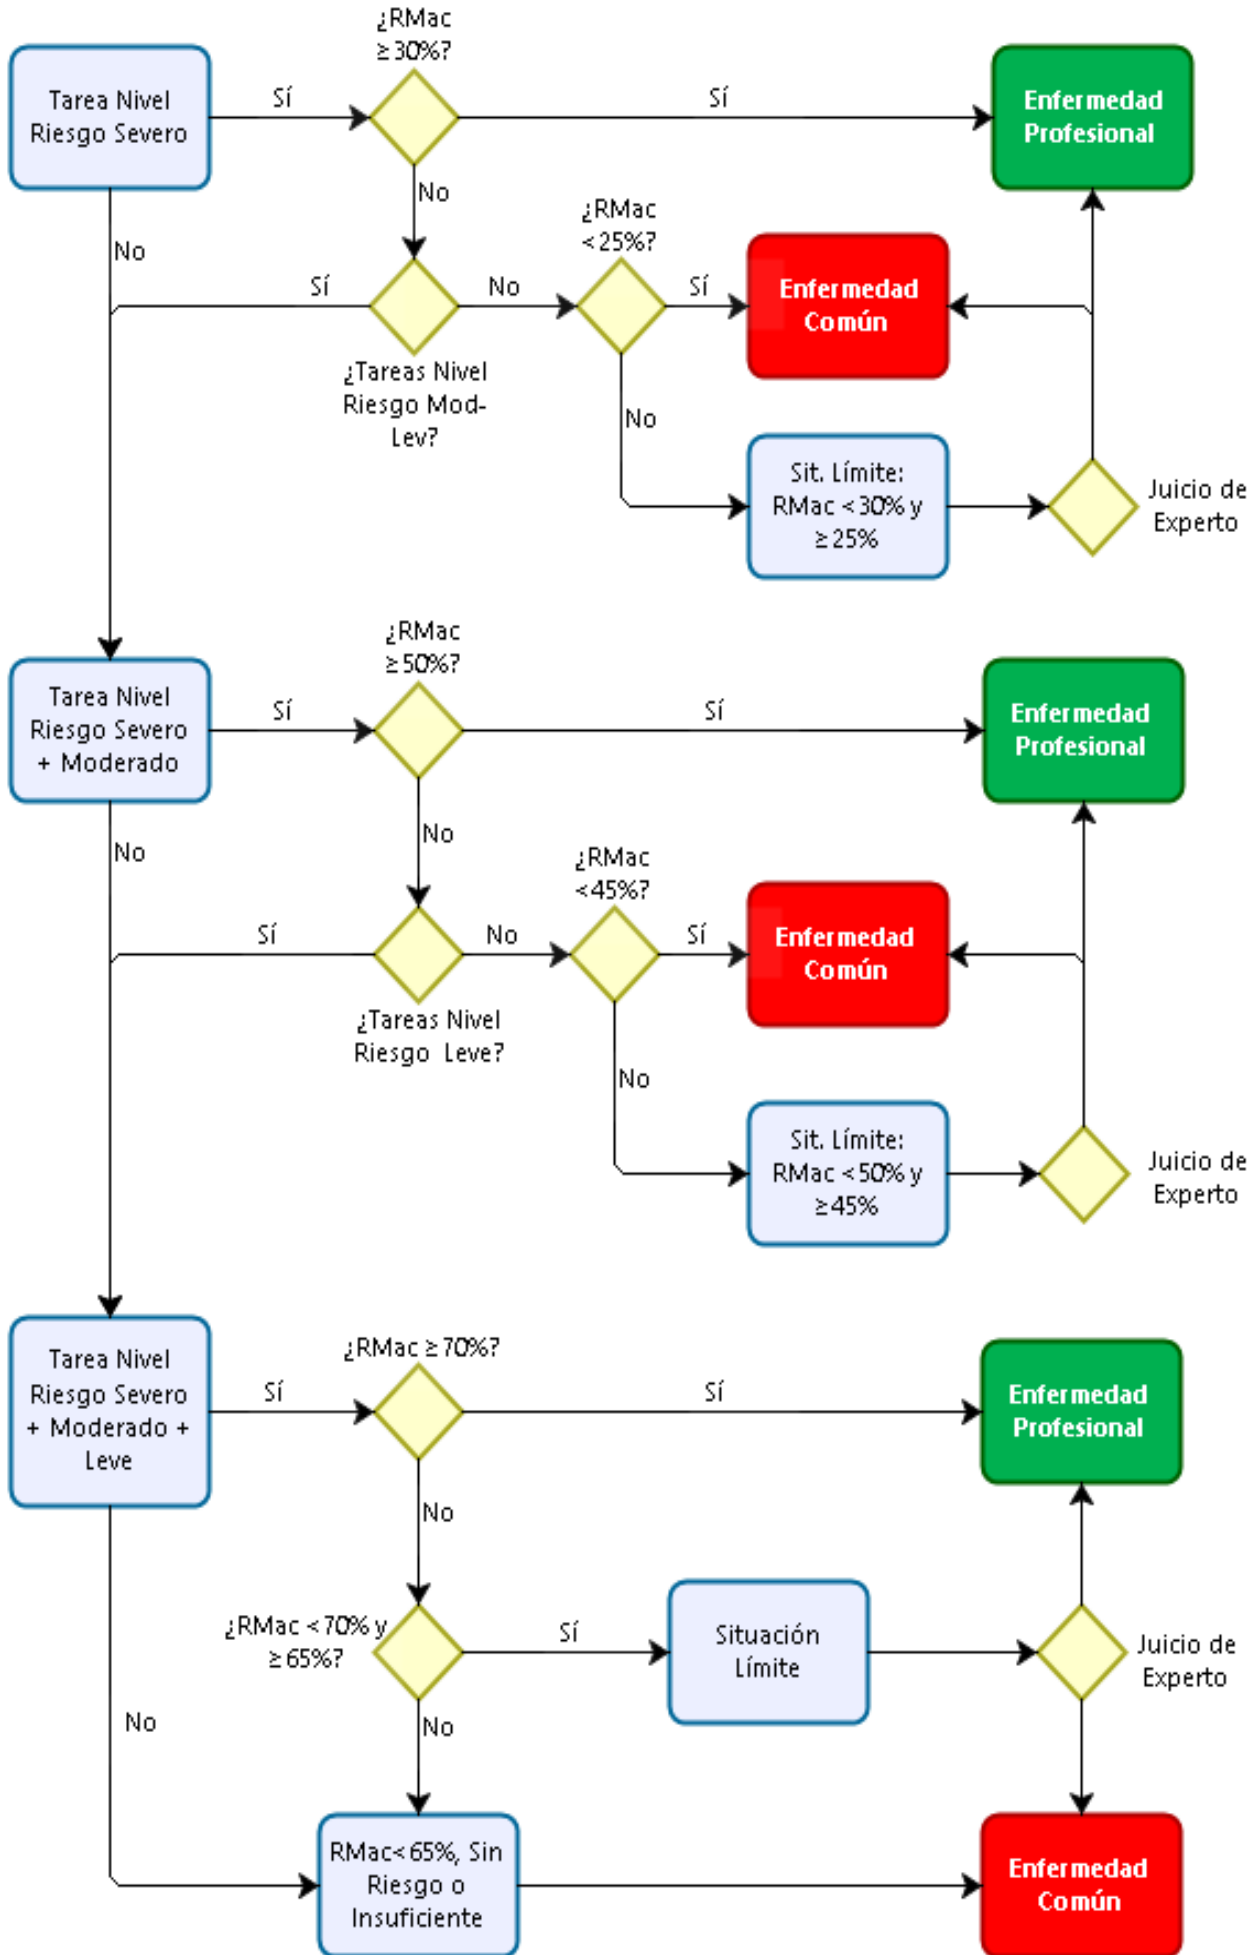 ¿RMac
≥30%?
Tarea Nivel
Riesgo Severo
Sí
Sí
Enfermedad
Profesional
No
No
¿RMac
<25%?
Sí
No
Sí
Enfermedad
Común
¿Tareas Nivel
Riesgo Mod-
Lev?
No
Sit. Límite:
RMac <30% y
≥25%
Juicio de
Experto
¿RMac
≥50%?
Tarea Nivel
Riesgo Severo
+ Moderado
Sí
Sí
Enfermedad
Profesional
No
No
¿RMac
<45%?
Sí
No
Sí
Enfermedad
Común
¿Tareas Nivel
Riesgo Leve?
No
Sit. Límite:
RMac <50% y
≥45%
Juicio de
Experto
¿RMac ≥70%?
Tarea Nivel
Riesgo Severo
+ Moderado +
Leve
Sí
Sí
Enfermedad
Profesional
No
¿RMac <70% y
≥65%?
Sí
Situación
Límite
Juicio de
Experto
No
No
RMac<65%, Sin
Riesgo o
Insuficiente
Enfermedad
Común